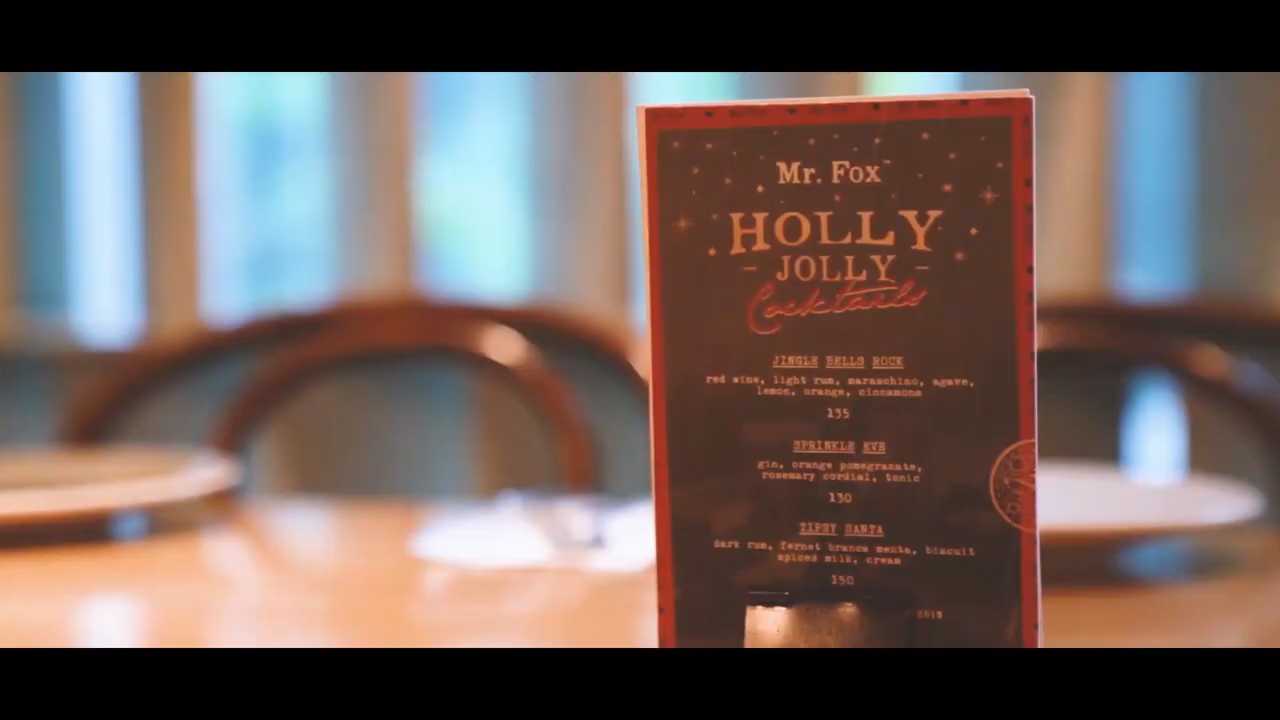 Mr. Fox
HOLLY
- JOLLY -
Cocktails
JINGLE BELLS ROCK
red wine, light rum, maraschino, agave,
lemon, orange, cinnamons
135
SPRINKLE EVE
gin, orange pomegranate,
rosemary cordial, tonic
130
TIPSY SANTA
dark rum, fernet branca menta, biscuit
spiced milk, cream
150